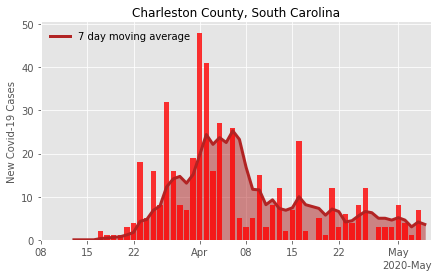 Charleston County, South Carolina
7 day moving average
New Covid-19 Cases
50
40
30
20
10
0
08 15 22 Apr 08 15 22 May
2020-May